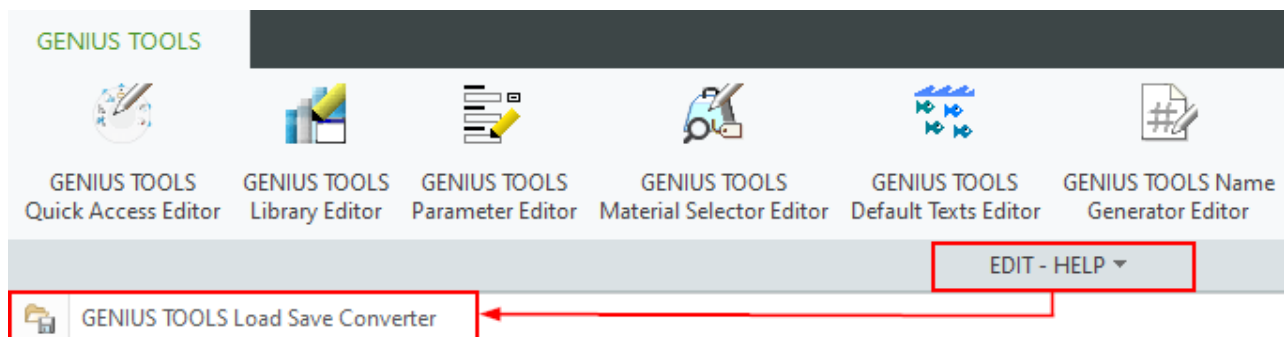 GENIUS TOOLS
GENIUS TOOLS
Quick Access Editor
GENIUS TOOLS
Library Editor
GENIUS TOOLS
Parameter Editor
GENIUS TOOLS
Material Selector Editor
GENIUS TOOLS
Default Texts Editor
GENIUS TOOLS Name
Generator Editor
EDIT - HELP
GENIUS TOOLS Load Save Converter